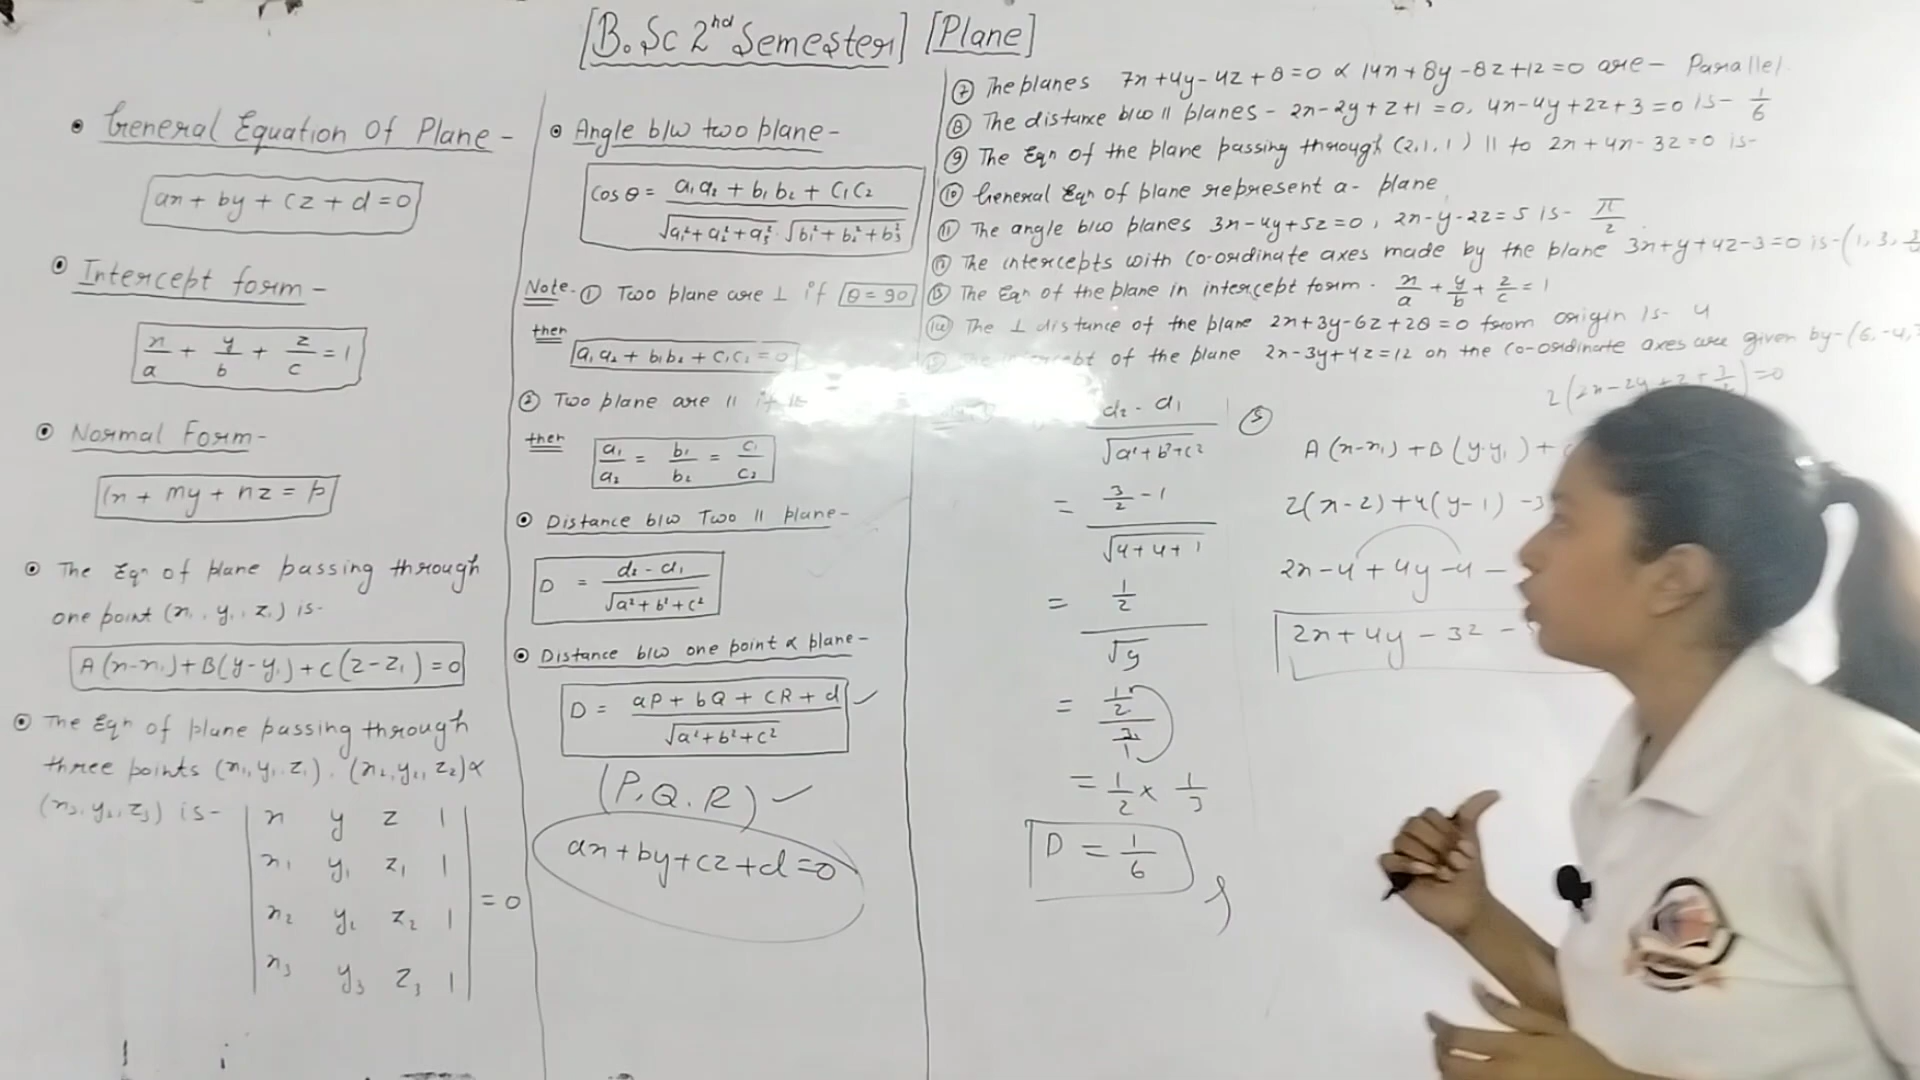 [B.Sc 2nd Semester] [Plane]
• General Equation Of Plane -
ax + by + cz + d = 0
• Intercept form -
x/a + y/b + z/c = 1
• Normal Form -
lx + my + nz = p
• The Eqn of plane passing through
one point (x1, y1, z1) is -
A(x-x1) + B(y-y1) + C(z-z1) = 0
• The Eqn of plane passing through
three points (x1, y1, z1), (x2, y2, z2) &
(x3, y3, z3) is -
x y z 1
x1 y1 z1 1
x2 y2 z2 1
x3 y3 z3 1
= 0
• Angle b/w two plane -
cos θ = a1a2 + b1b2 + c1c2 / √a1²+a2²+a3² · √b1²+b2²+b3²
Note - ① Two plane are ⊥ if θ = 90
then
a1a2 + b1b2 + c1c2 = 0
② Two plane are || if
then
a1/a2 = b1/b2 = c1/c2
• Distance b/w Two || plane -
D = d2 - d1 / √a²+b²+c²
• Distance b/w one point & plane -
D = aP + bQ + cR + d / √a²+b²+c² ✓
(P, Q, R) ✓
ax + by + cz + d = 0
⑦ The planes 7x + 4y - 4z + 8 = 0 & 14x + 8y - 8z + 12 = 0 are - Parallel.
⑧ The distance b/w || planes - 2x - 2y + z + 1 = 0, 4x - 4y + 2z + 3 = 0 is - 1/6
⑨ The Eqn of the plane passing through (2,1,1) || to 2x + 4x - 3z = 0 is -
⑩ General Eqn of plane represent a - plane
⑪ The angle b/w planes 3x - 4y + 5z = 0, 2x - y - 2z = 5 is - π/2
The intercepts with co-ordinate axes made by the plane 3x + y + 4z - 3 = 0 is - (1, 3, 3
⑬ The Eqn of the plane in intercept form - x/a + y/b + z/c = 1
⑭ The ⊥ distance of the plane 2x + 3y - 6z + 28 = 0 from origin is - 4
of the plane 2x - 3y + 4z = 12 on the co-ordinate axes are given by - (6, -4,
2(2x - 2y + z + 3/2) = 0
d2 - d1 / √a²+b²+c²
= 3/2 - 1 / √4+4+1
= 1/2 / √9
= 1/2 / 3/1
= 1/2 × 1/3
D = 1/6
A(x-x1) + B(y-y1) +
2(x-2) + 4(y-1) - 3
2x - 4 + 4y - 4 -
2x + 4y - 3z -